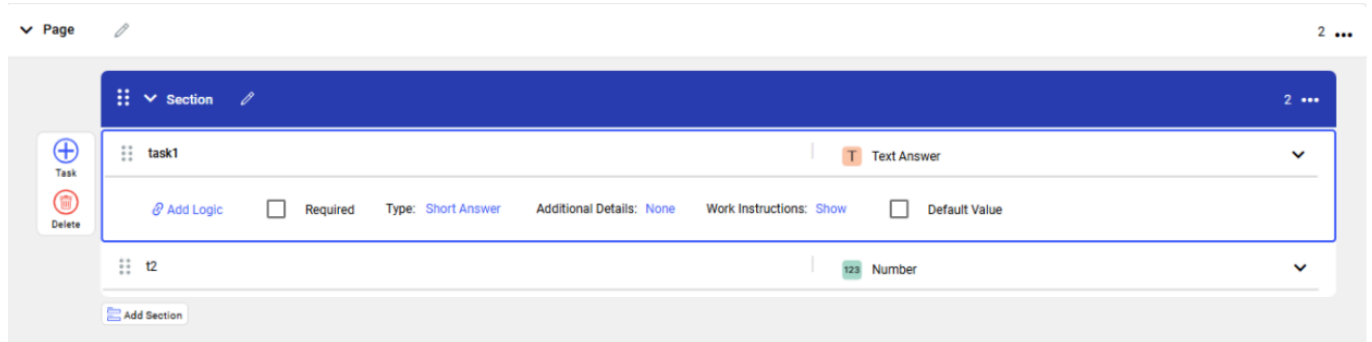 Page 2
Section 2
Task
Delete
task1 T Text Answer
Add Logic Required Type: Short Answer Additional Details: None Work Instructions: Show Default Value
t2 123 Number
Add Section